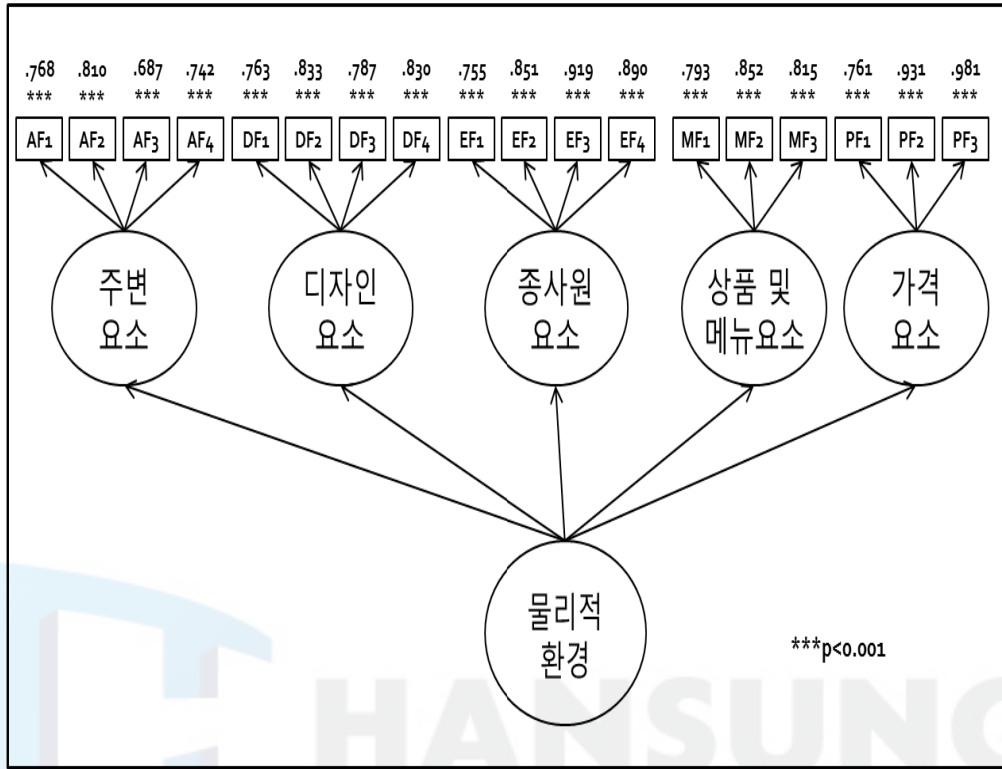 .768 .810 .687 .742 .763 .833 .787 .830 .755 .851 .919 .890 .793 .852 .815 .761 .931 .981
*** *** *** *** *** *** *** *** *** *** *** *** *** *** *** *** *** ***
AF1 AF2 AF3 AF4 DF1 DF2 DF3 DF4 EF1 EF2 EF3 EF4 MF1 MF2 MF3 PF1 PF2 PF3
주변
요소
디자인
요소
종사원
요소
상품 및
메뉴요소
가격
요소
물리적
환경
***p<0.001
HANSUNG